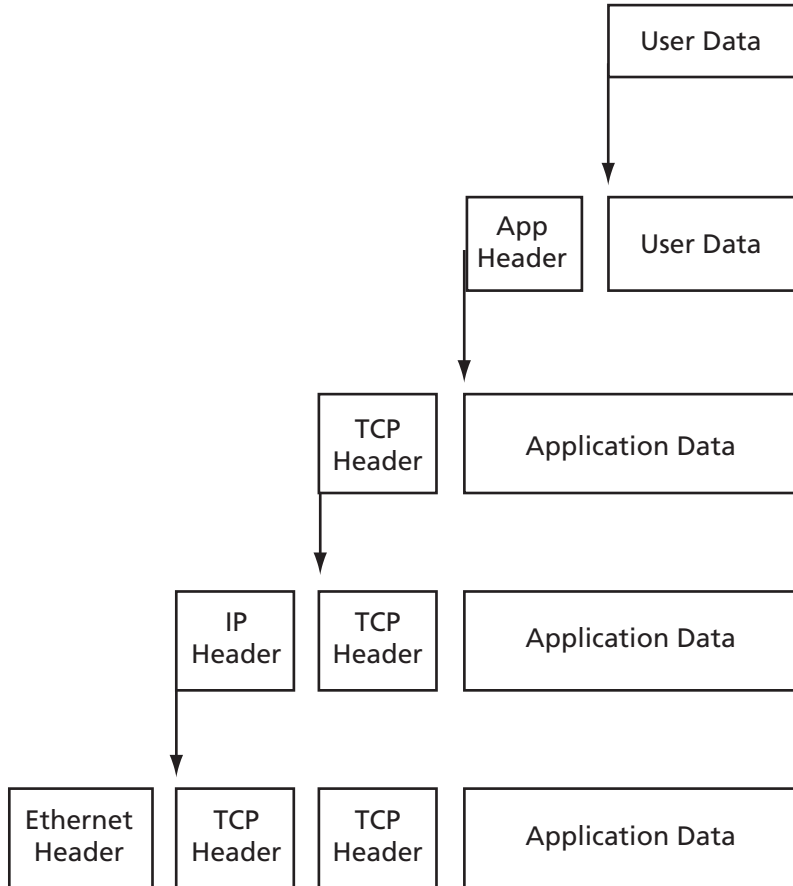 User Data
App
Header
User Data
TCP
Header
Application Data
IP
Header
TCP
Header
Application Data
Ethernet
Header
TCP
Header
TCP
Header
Application Data